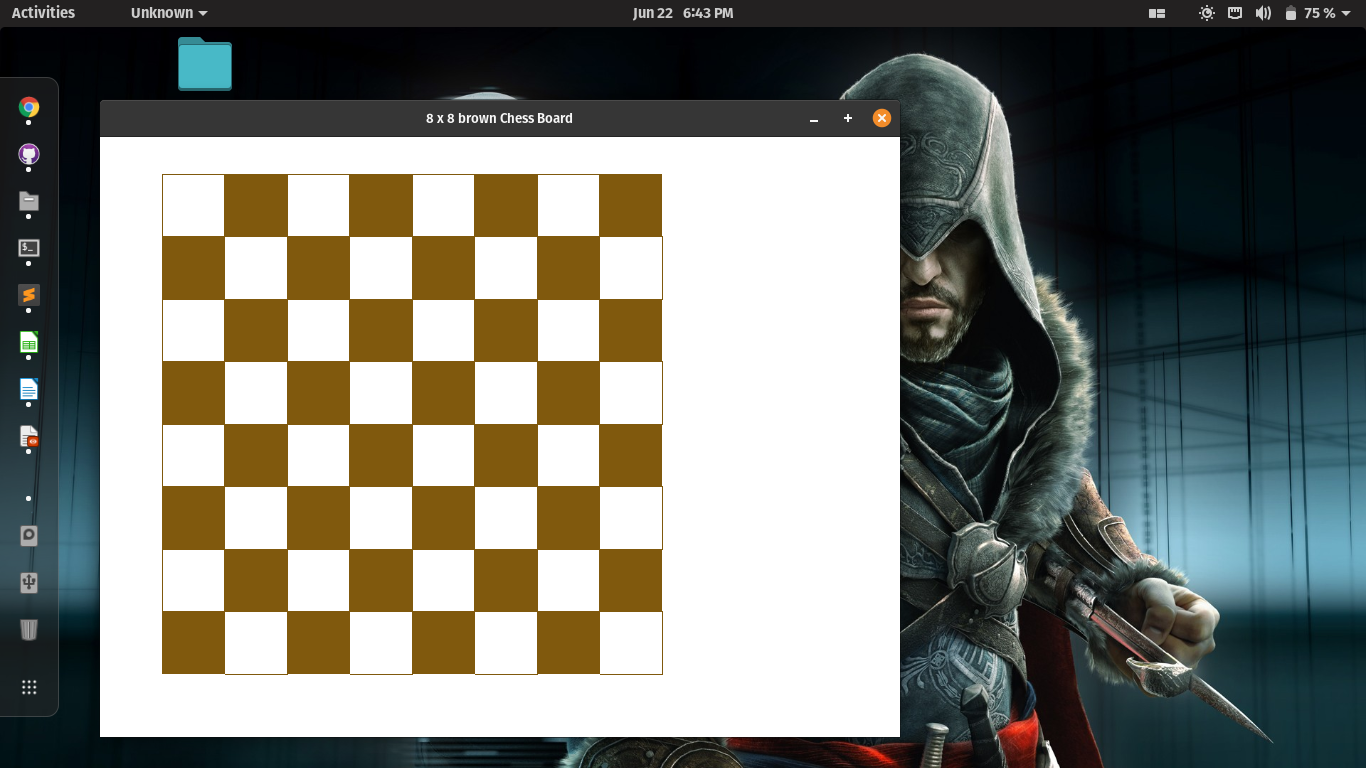 Activities Unknown Jun 22 6:43 PM 75 %
8 x 8 brown Chess Board
$_